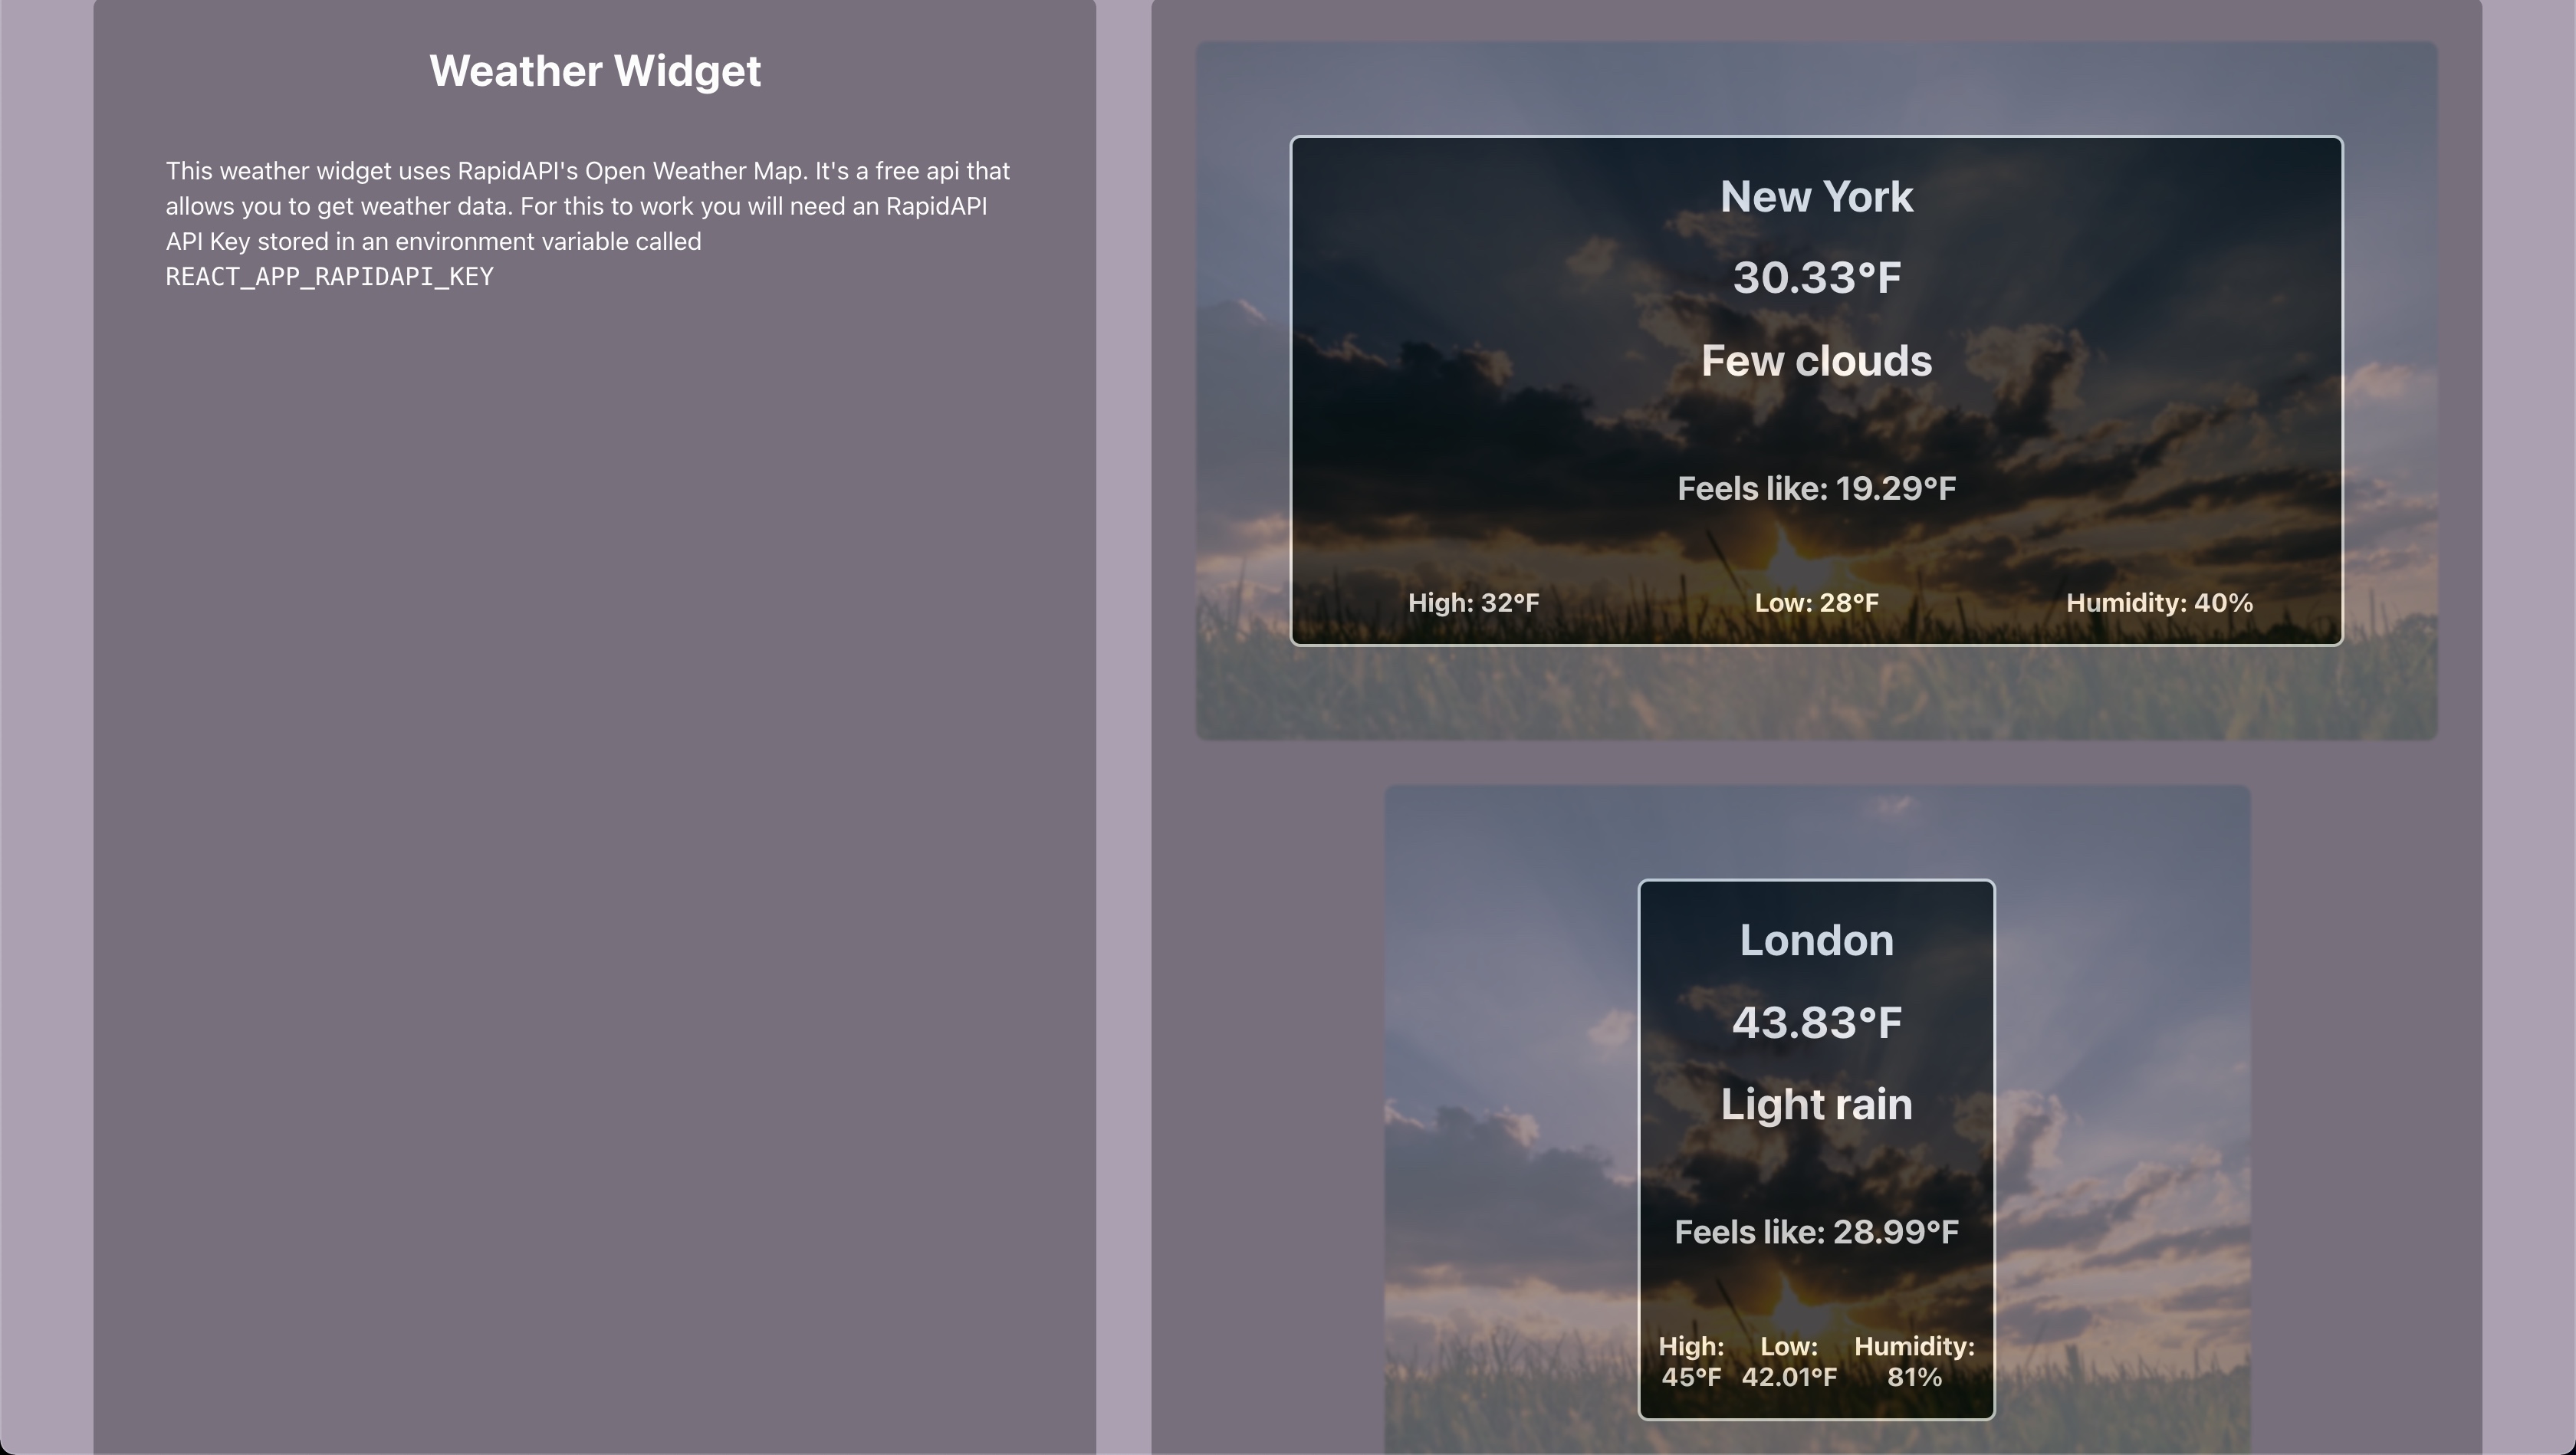 Weather Widget
This weather widget uses RapidAPI's Open Weather Map. It's a free api that
allows you to get weather data. For this to work you will need an RapidAPI
API Key stored in an environment variable called
REACT_APP_RAPIDAPI_KEY
New York
30.33°F
Few clouds
Feels like: 19.29°F
High: 32°F Low: 28°F Humidity: 40%
London
43.83°F
Light rain
Feels like: 28.99°F
High: Low: Humidity:
45°F 42.01°F 81%